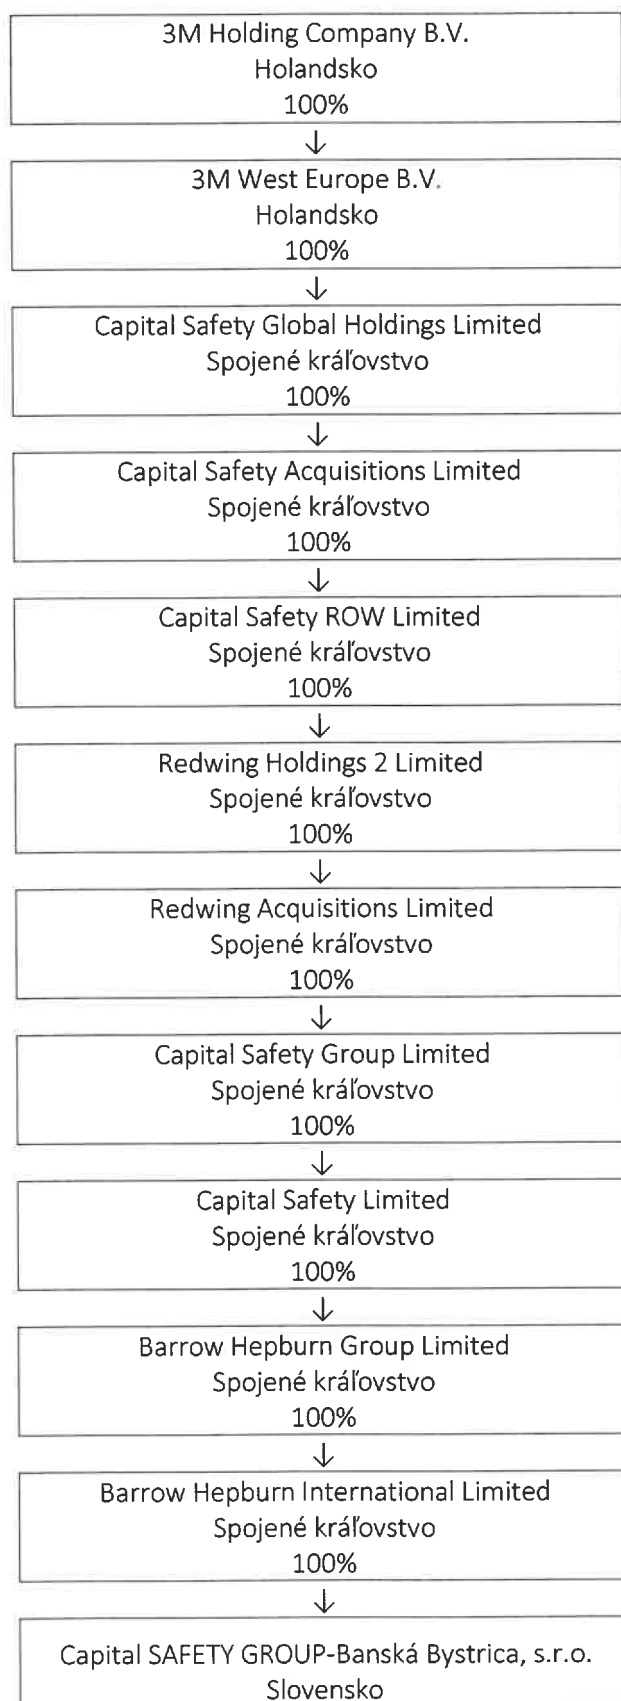 3M Holding Company B.V.
Holandsko
100%
↓
3M West Europe B.V.
Holandsko
100%
↓
Capital Safety Global Holdings Limited
Spojené kráľovstvo
100%
↓
Capital Safety Acquisitions Limited
Spojené kráľovstvo
100%
↓
Capital Safety ROW Limited
Spojené kráľovstvo
100%
↓
Redwing Holdings 2 Limited
Spojené kráľovstvo
100%
↓
Redwing Acquisitions Limited
Spojené kráľovstvo
100%
↓
Capital Safety Group Limited
Spojené kráľovstvo
100%
↓
Capital Safety Limited
Spojené kráľovstvo
100%
↓
Barrow Hepburn Group Limited
Spojené kráľovstvo
100%
↓
Barrow Hepburn International Limited
Spojené kráľovstvo
100%
↓
Capital SAFETY GROUP-Banská Bystrica, s.r.o.
Slovensko